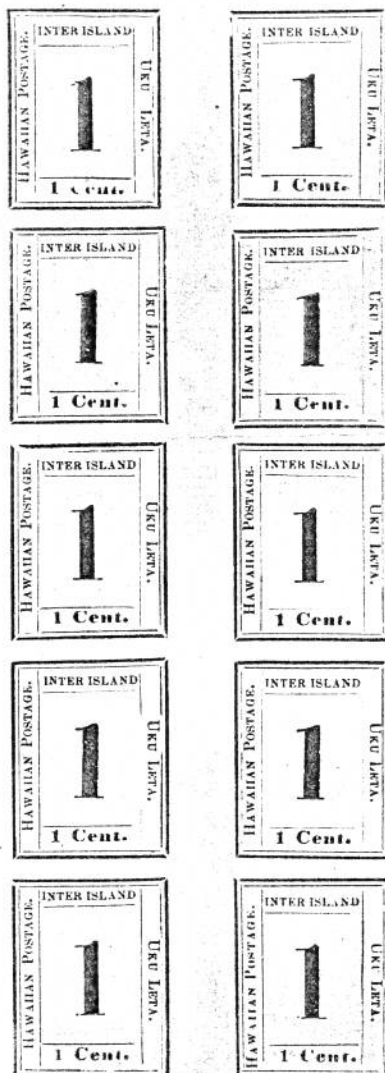 INTER ISLAND
HAWAIIAN POSTAGE.
1
UKU LETA.
1 Cent.
INTER ISLAND
HAWAIIAN POSTAGE.
1
UKU LETA.
1 Cent.
INTER ISLAND
HAWAIIAN POSTAGE.
1
UKU LETA.
1 Cent.
INTER ISLAND
HAWAIIAN POSTAGE.
1
UKU LETA.
1 Cent.
INTER ISLAND
HAWAIIAN POSTAGE.
1
UKU LETA.
1 Cent.
INTER ISLAND
HAWAIIAN POSTAGE.
1
UKU LETA.
1 Cent.
INTER ISLAND
HAWAIIAN POSTAGE.
1
UKU LETA.
1 Cent.
INTER ISLAND
HAWAIIAN POSTAGE.
1
UKU LETA.
1 Cent.
INTER ISLAND
HAWAIIAN POSTAGE.
1
UKU LETA.
1 Cent.
INTER ISLAND
HAWAIIAN POSTAGE.
1
UKU LETA.
1 Cent.